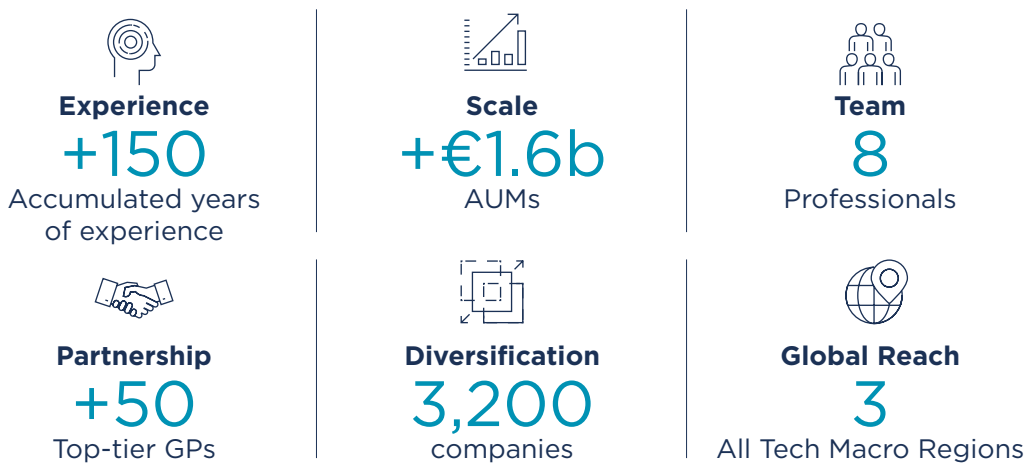 Experience
+150
Accumulated years
of experience
Scale
+€1.6b
AUMs
Team
8
Professionals
Partnership
+50
Top-tier GPs
Diversification
3,200
companies
Global Reach
3
All Tech Macro Regions